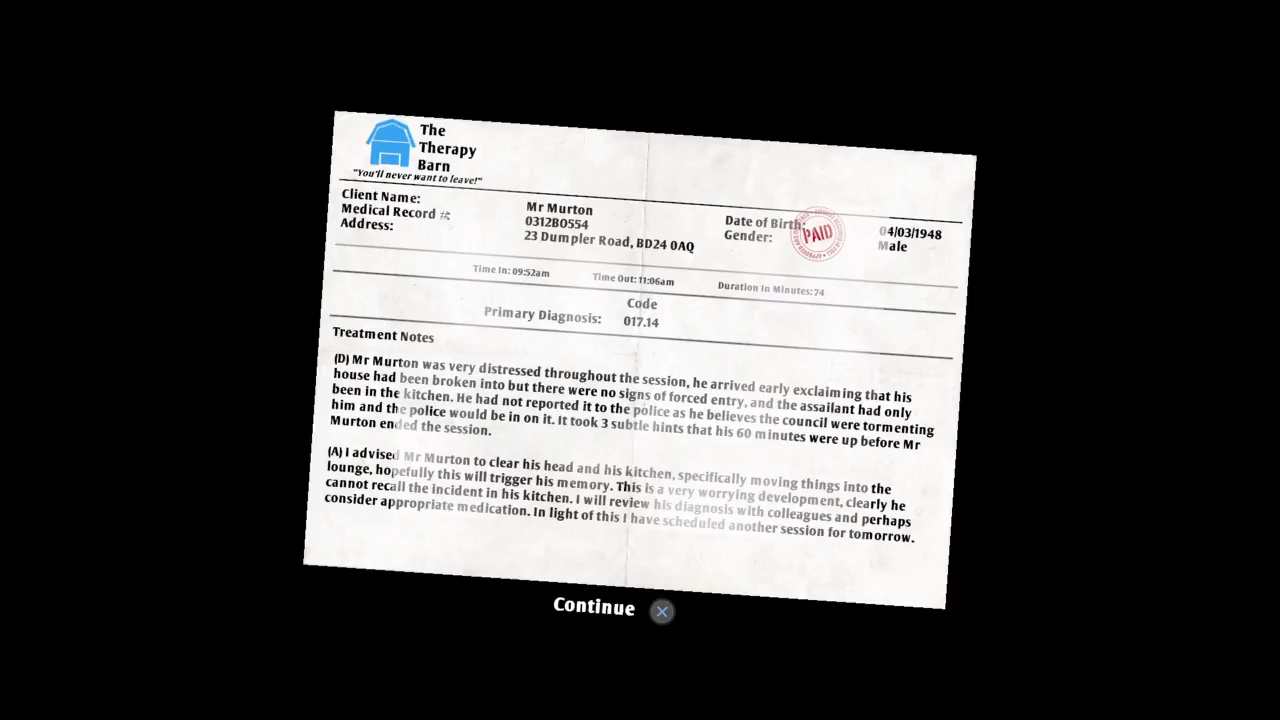 The
Therapy
Barn
"You'll never want to leave!"
Client Name: Mr Murton
Medical Record #: 0312B0554
Address: 23 Dumpler Road, BD24 0AQ
Date of Birth: 04/03/1948
Gender: Male
PAID
Time In: 09:52am Time Out: 11:06am Duration In Minutes: 74
Code
Primary Diagnosis: 017.14
Treatment Notes
(D) Mr Murton was very distressed throughout the session, he arrived early exclaiming that his
house had been broken into but there were no signs of forced entry, and the assailant had only
been in the kitchen. He had not reported it to the police as he believes the council were tormenting
him and the police would be in on it. It took 3 subtle hints that his 60 minutes were up before Mr
Murton ended the session.
(A) I advised Mr Murton to clear his head and his kitchen, specifically moving things into the
lounge, hopefully this will trigger his memory. This is a very worrying development, clearly he
cannot recall the incident in his kitchen. I will review his diagnosis with colleagues and perhaps
consider appropriate medication. In light of this I have scheduled another session for tomorrow.
Continue